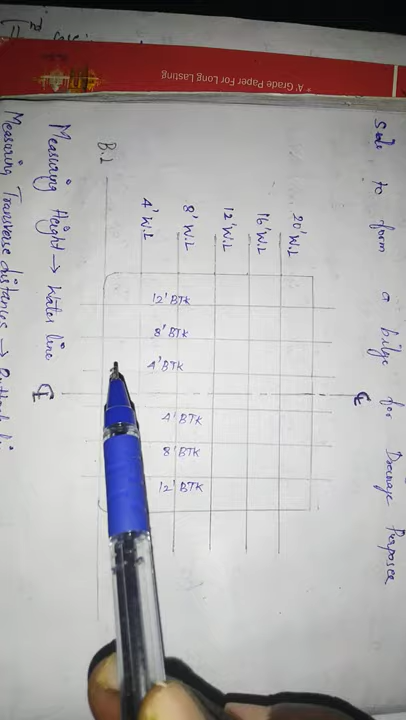 * A' Grade Paper For Long Lasting
side to form a bilge for Drainage Purposes
20' W.L
16' W.L
12' W.L
8' W.L
4' W.L
B.L
12' BTK
8' BTK
4' BTK
4' BTK
8' BTK
12' BTK
Measuring Height → Water line
Measuring Transverse distances →